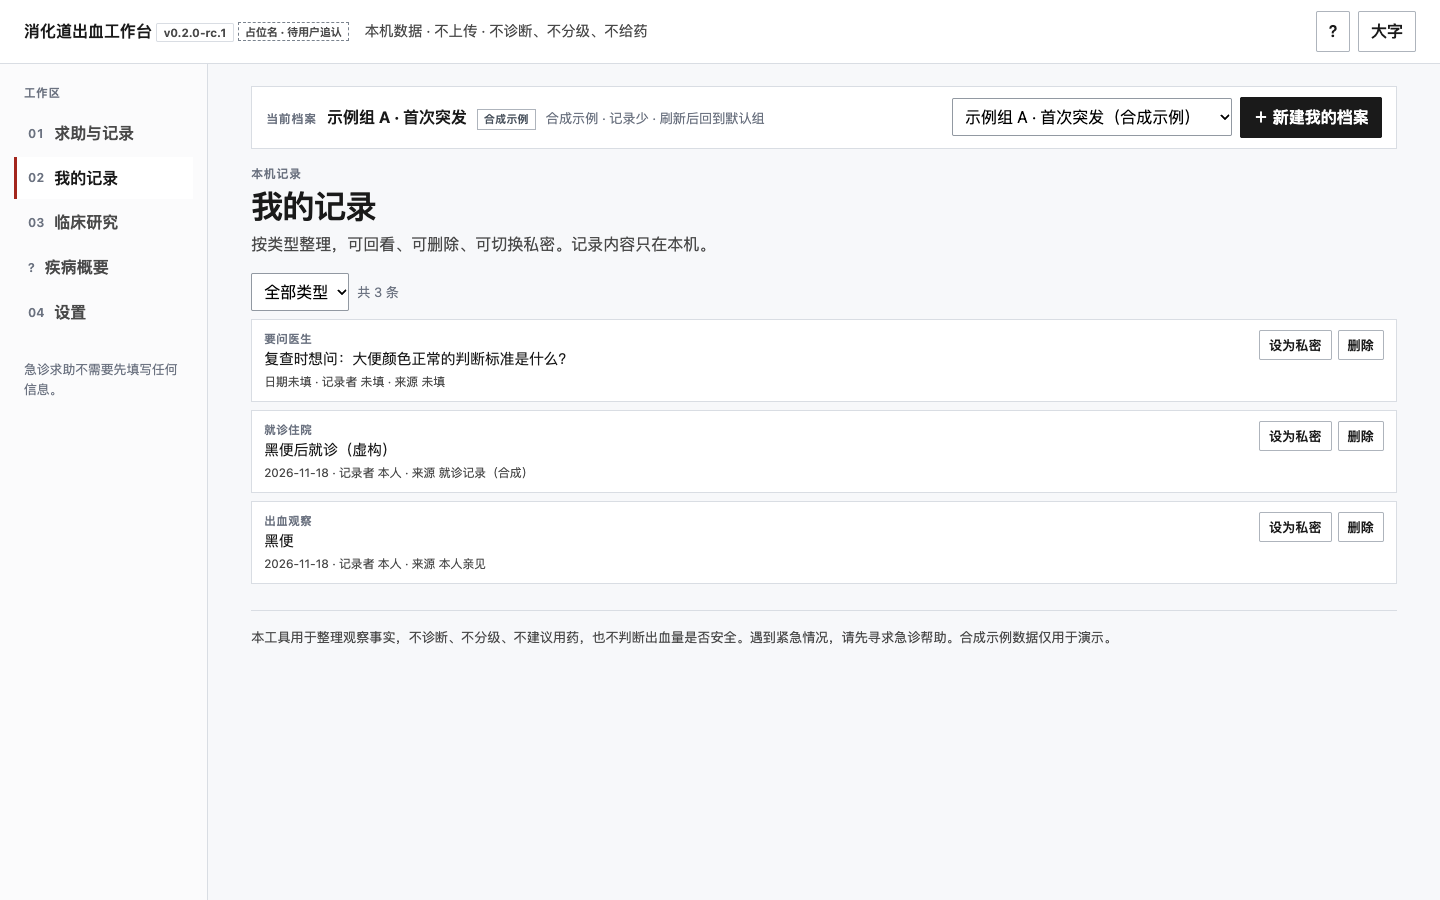 消化道出血工作台 v0.2.0-rc.1 占位名 · 待用户追认 本机数据 · 不上传 · 不诊断、不分级、不给药 ? 大字
工作区
01 求助与记录
02 我的记录
03 临床研究
? 疾病概要
04 设置
急诊求助不需要先填写任何
信息。
当前档案 示例组 A · 首次突发 合成示例 合成示例 · 记录少 · 刷新后回到默认组 示例组 A · 首次突发（合成示例） + 新建我的档案
本机记录
我的记录
按类型整理，可回看、可删除、可切换私密。记录内容只在本机。
全部类型 共 3 条
要问医生
复查时想问：大便颜色正常的判断标准是什么？
日期未填 · 记录者 未填 · 来源 未填
设为私密 删除
就诊住院
黑便后就诊（虚构）
2026-11-18 · 记录者 本人 · 来源 就诊记录（合成）
设为私密 删除
出血观察
黑便
2026-11-18 · 记录者 本人 · 来源 本人亲见
设为私密 删除
本工具用于整理观察事实，不诊断、不分级、不建议用药，也不判断出血量是否安全。遇到紧急情况，请先寻求急诊帮助。合成示例数据仅用于演示。